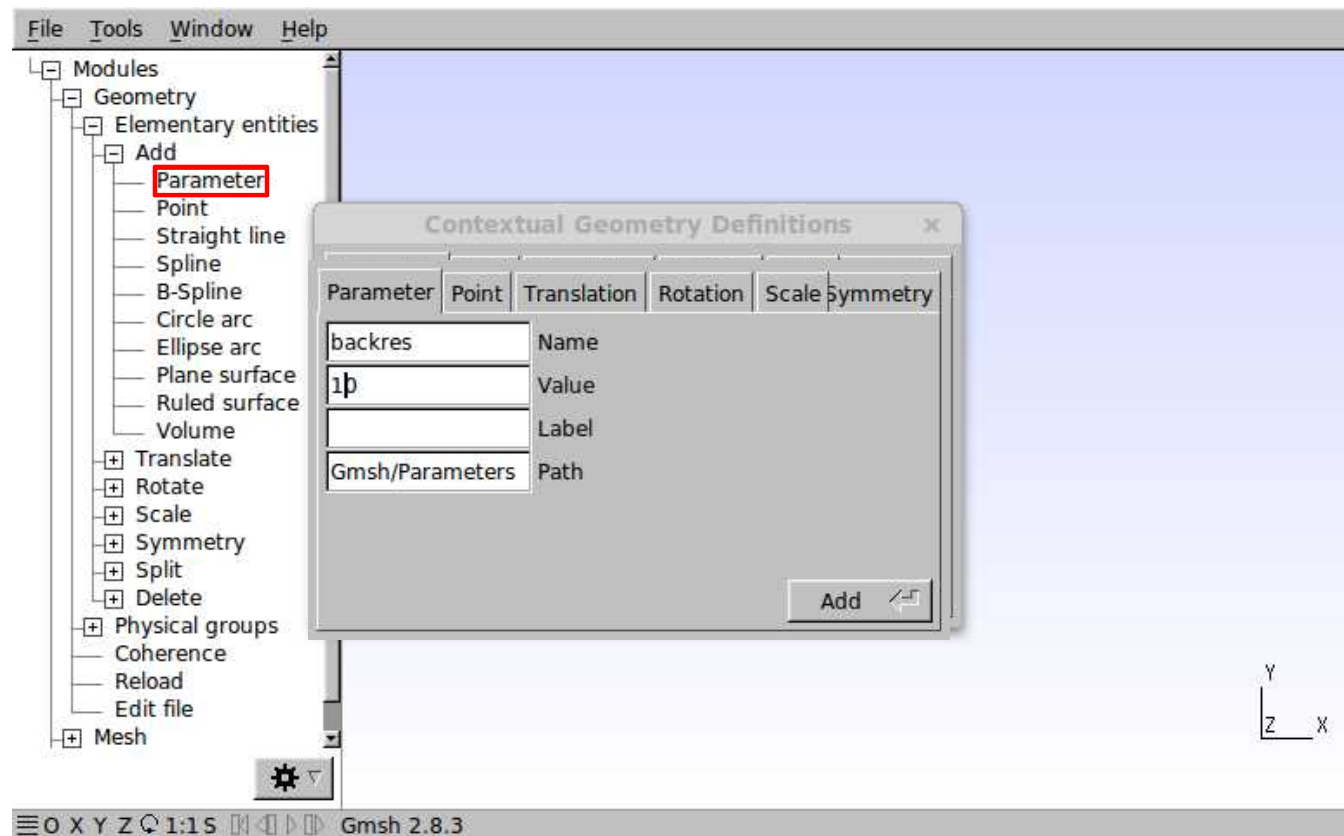 File Tools Window Help
Modules
Geometry
Elementary entities
Add
Parameter
Point
Straight line
Spline
B-Spline
Circle arc
Ellipse arc
Plane surface
Ruled surface
Volume
Translate
Rotate
Scale
Symmetry
Split
Delete
Physical groups
Coherence
Reload
Edit file
Mesh
Contextual Geometry Definitions x
Parameter Point Translation Rotation Scale Symmetry
backres Name
10 Value
Label
Gmsh/Parameters Path
Add
Y
Z X
O X Y Z 1:1 S Gmsh 2.8.3